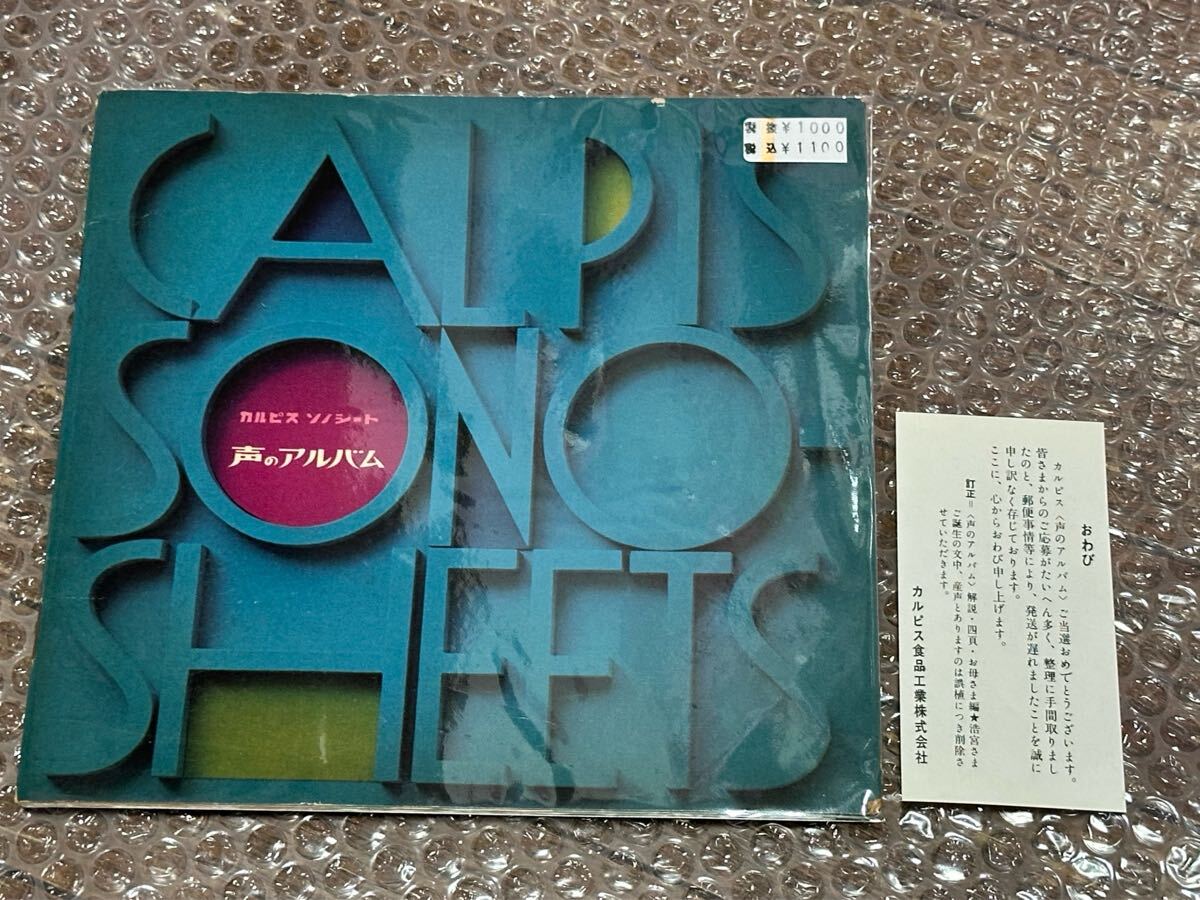 CALPIS
SONO-
SHEETS
カルピス ソノシート
声のアルバム
¥1000
¥1100
おわび
カルピス〈声のアルバム〉ご当選おめでとうございます。
皆さまからのご応募がたいへん多く、整理に手間取りまし
たのと、郵便事情等により、発送が遅れましたことを誠に
申し訳なく存じております。
ここに、心からおわび申し上げます。
訂正＝〈声のアルバム〉解説・四頁・お母さま編★浩宮さま
ご誕生の文中、産声とありますのは誤植につき削除さ
せていただきます。
カルピス食品工業株式会社